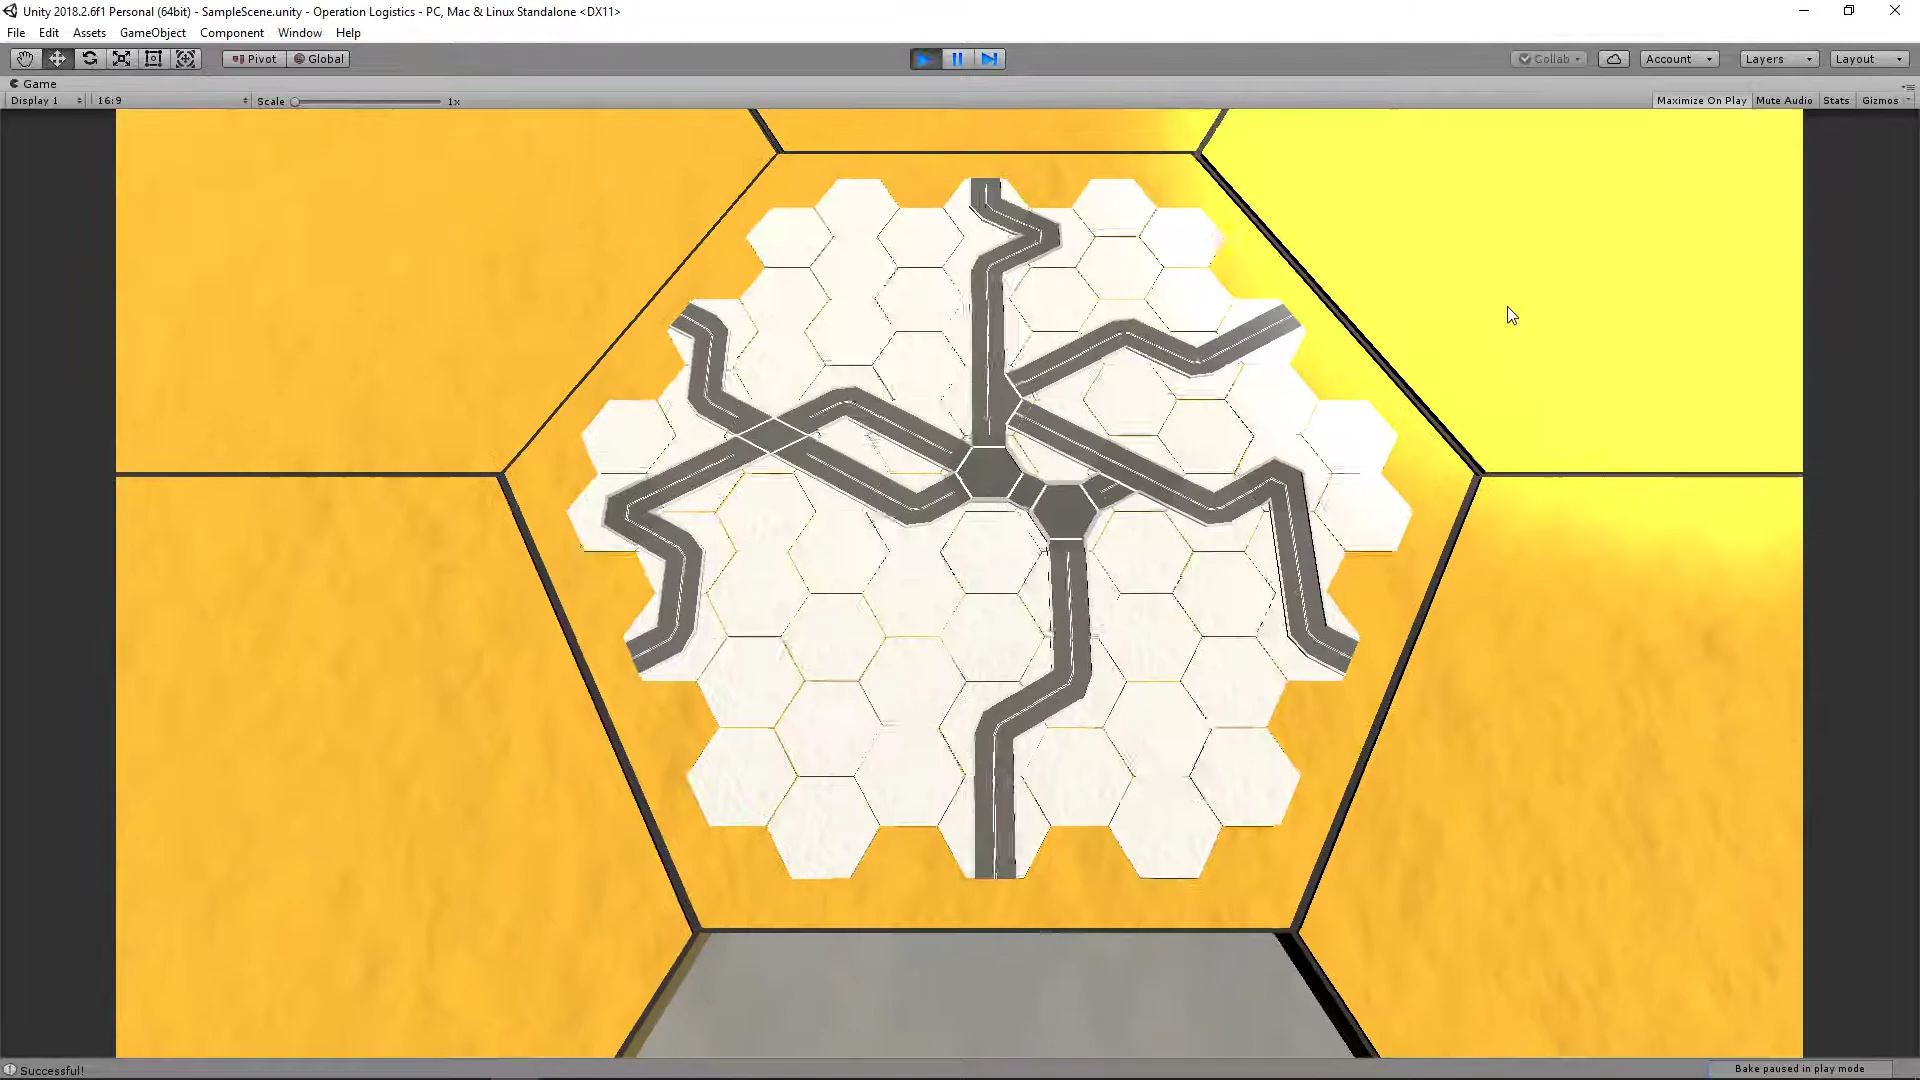 Unity 2018.2.6f1 Personal (64bit) - SampleScene.unity - Operation Logistics - PC, Mac & Linux Standalone <DX11>
File Edit Assets GameObject Component Window Help
Pivot Global Collab Account Layers Layout
Game
Display 1 16:9 Scale 1x Maximize On Play Mute Audio Stats Gizmos
Successful! Bake paused in play mode